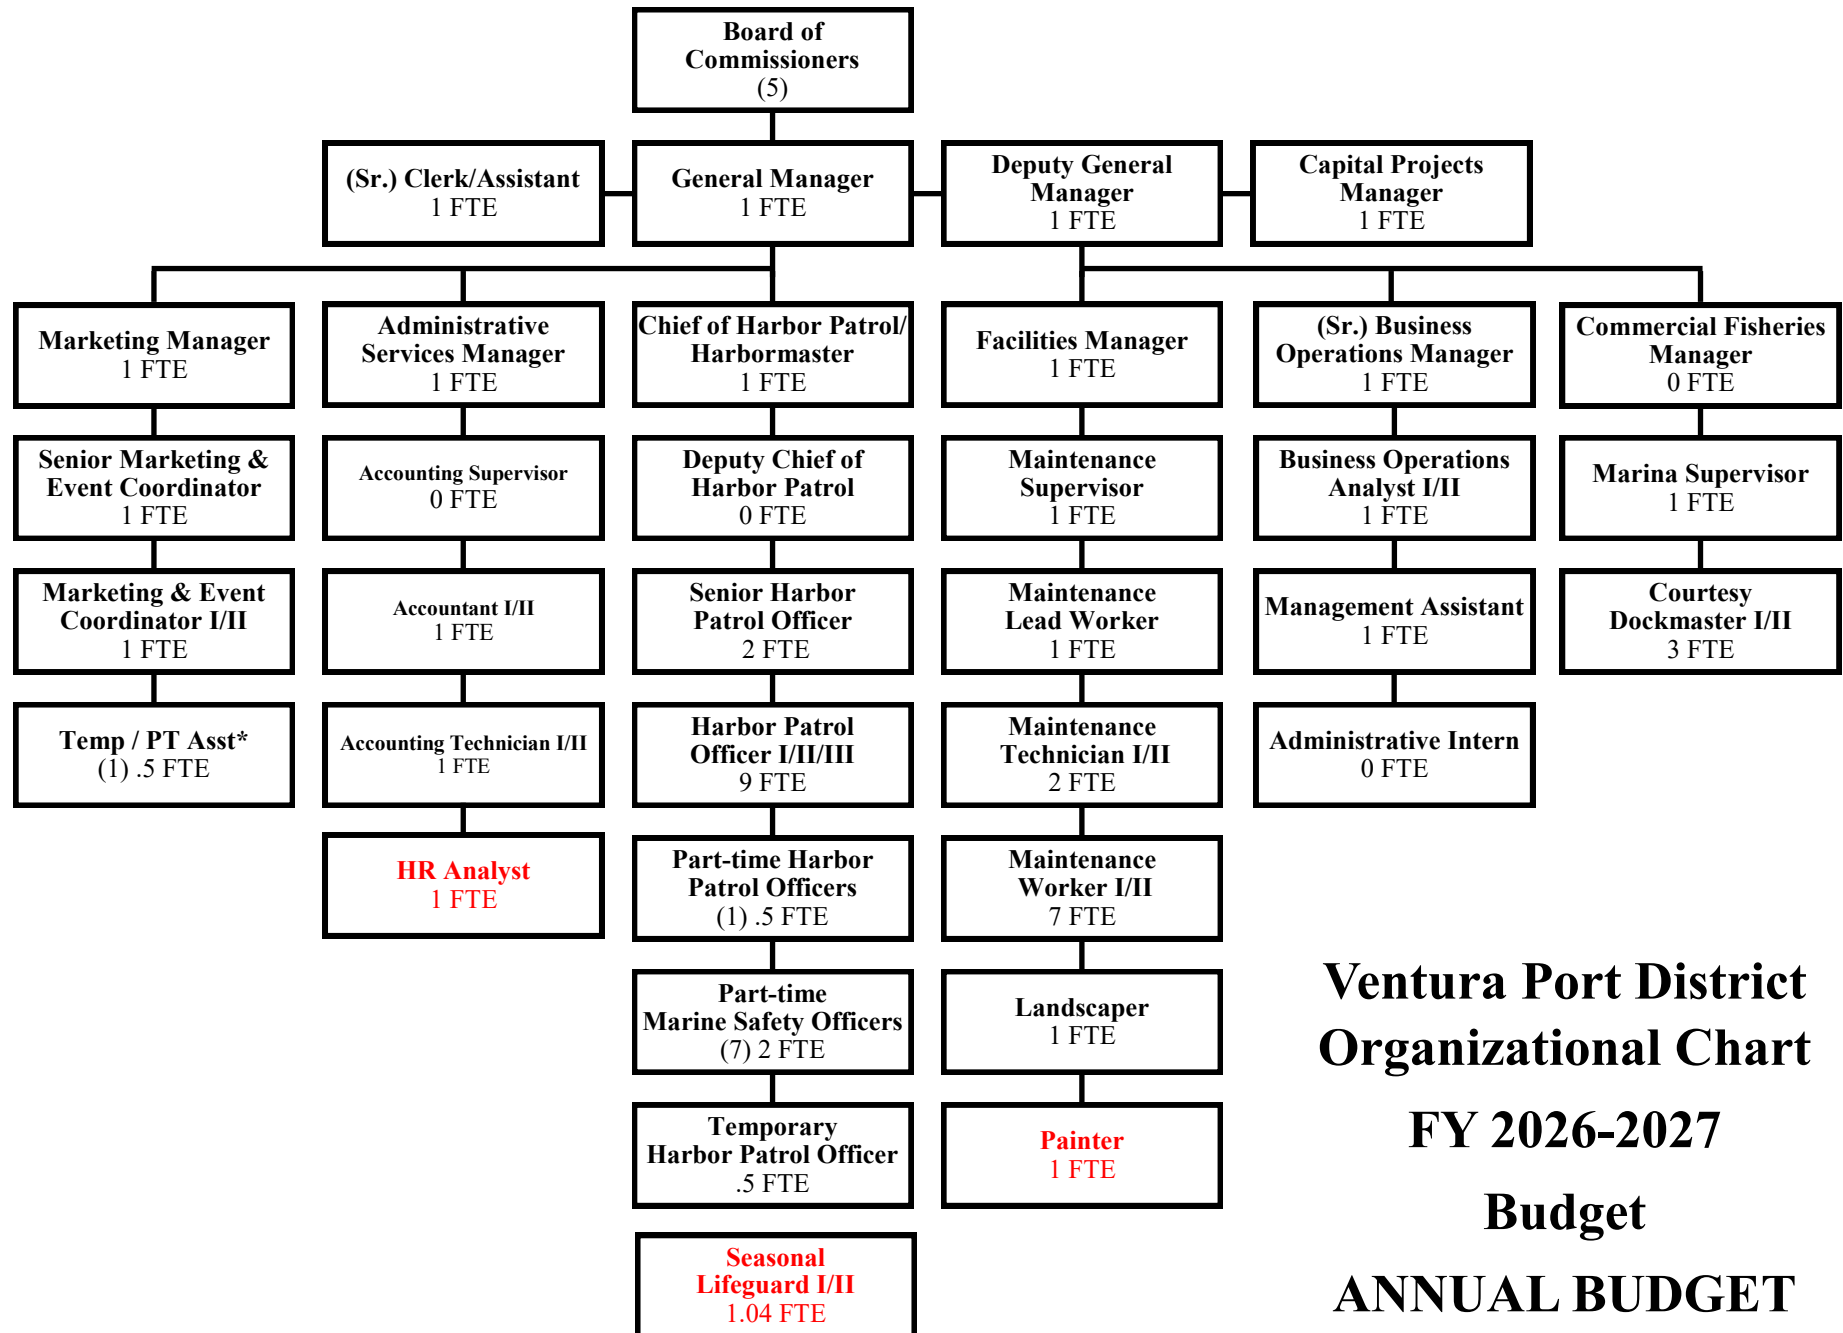 Board of
Commissioners
(5)
(Sr.) Clerk/Assistant
1 FTE
General Manager
1 FTE
Deputy General
Manager
1 FTE
Capital Projects
Manager
1 FTE
Marketing Manager
1 FTE
Administrative
Services Manager
1 FTE
Chief of Harbor Patrol/
Harbormaster
1 FTE
Facilities Manager
1 FTE
(Sr.) Business
Operations Manager
1 FTE
Commercial Fisheries
Manager
0 FTE
Senior Marketing &
Event Coordinator
1 FTE
Accounting Supervisor
0 FTE
Deputy Chief of
Harbor Patrol
0 FTE
Maintenance
Supervisor
1 FTE
Business Operations
Analyst I/II
1 FTE
Marina Supervisor
1 FTE
Marketing & Event
Coordinator I/II
1 FTE
Accountant I/II
1 FTE
Senior Harbor
Patrol Officer
2 FTE
Maintenance
Lead Worker
1 FTE
Management Assistant
1 FTE
Courtesy
Dockmaster I/II
3 FTE
Temp / PT Asst*
(1) .5 FTE
Accounting Technician I/II
1 FTE
Harbor Patrol
Officer I/II/III
9 FTE
Maintenance
Technician I/II
2 FTE
Administrative Intern
0 FTE
HR Analyst
1 FTE
Part-time Harbor
Patrol Officers
(1) .5 FTE
Maintenance
Worker I/II
7 FTE
Part-time
Marine Safety Officers
(7) 2 FTE
Landscaper
1 FTE
Temporary
Harbor Patrol Officer
.5 FTE
Painter
1 FTE
Seasonal
Lifeguard I/II
1.04 FTE
Ventura Port District
Organizational Chart
FY 2026-2027
Budget
ANNUAL BUDGET